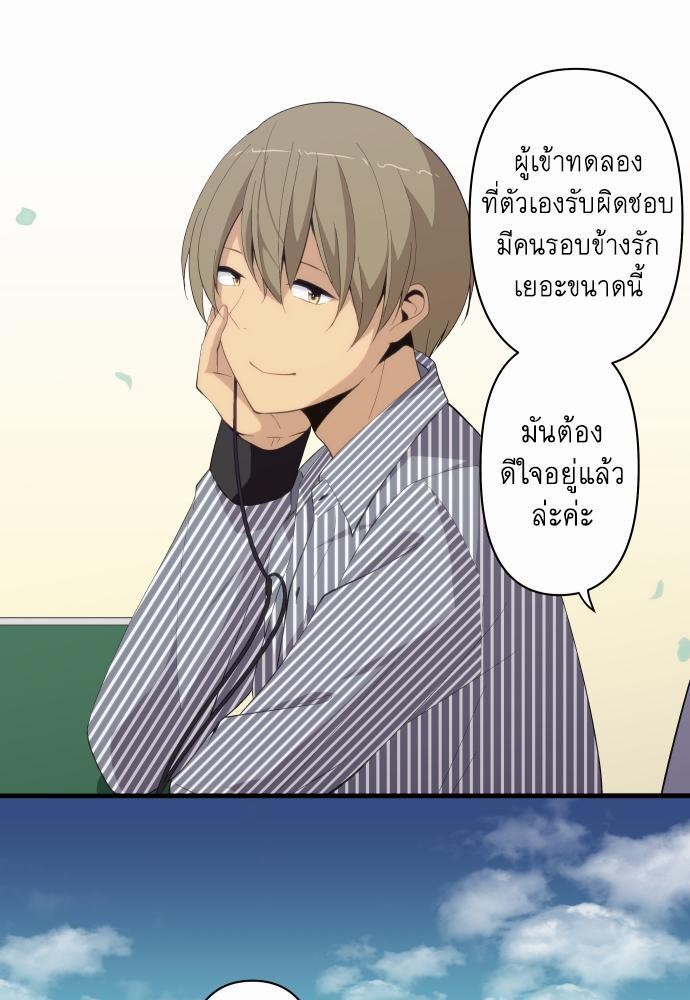 ผู้เข้าทดลอง
ที่ตัวเองรับผิดชอบ
มีคนรอบข้างรัก
เยอะขนาดนี้
มันต้อง
ดีใจอยู่แล้ว
ล่ะค่ะ